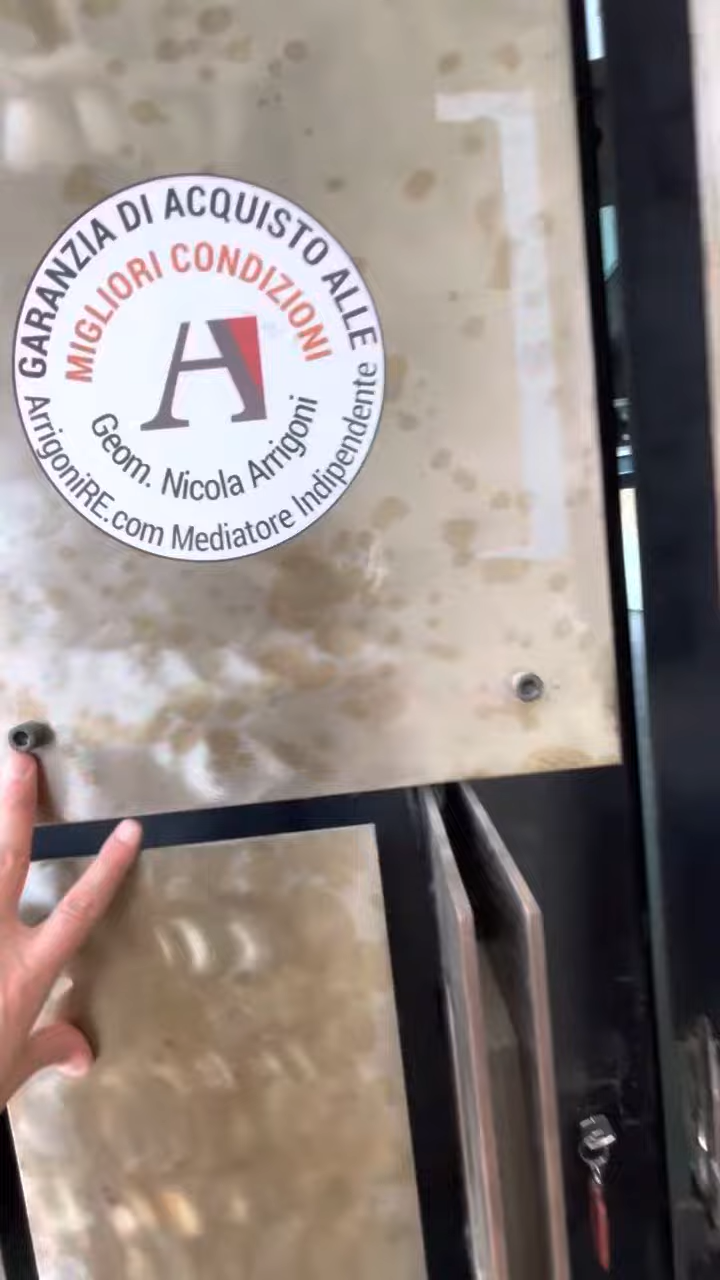 GARANZIA DI ACQUISTO ALLE
MIGLIORI CONDIZIONI
A
Geom. Nicola Arrigoni
ArrigoniRE.com Mediatore Indipendente